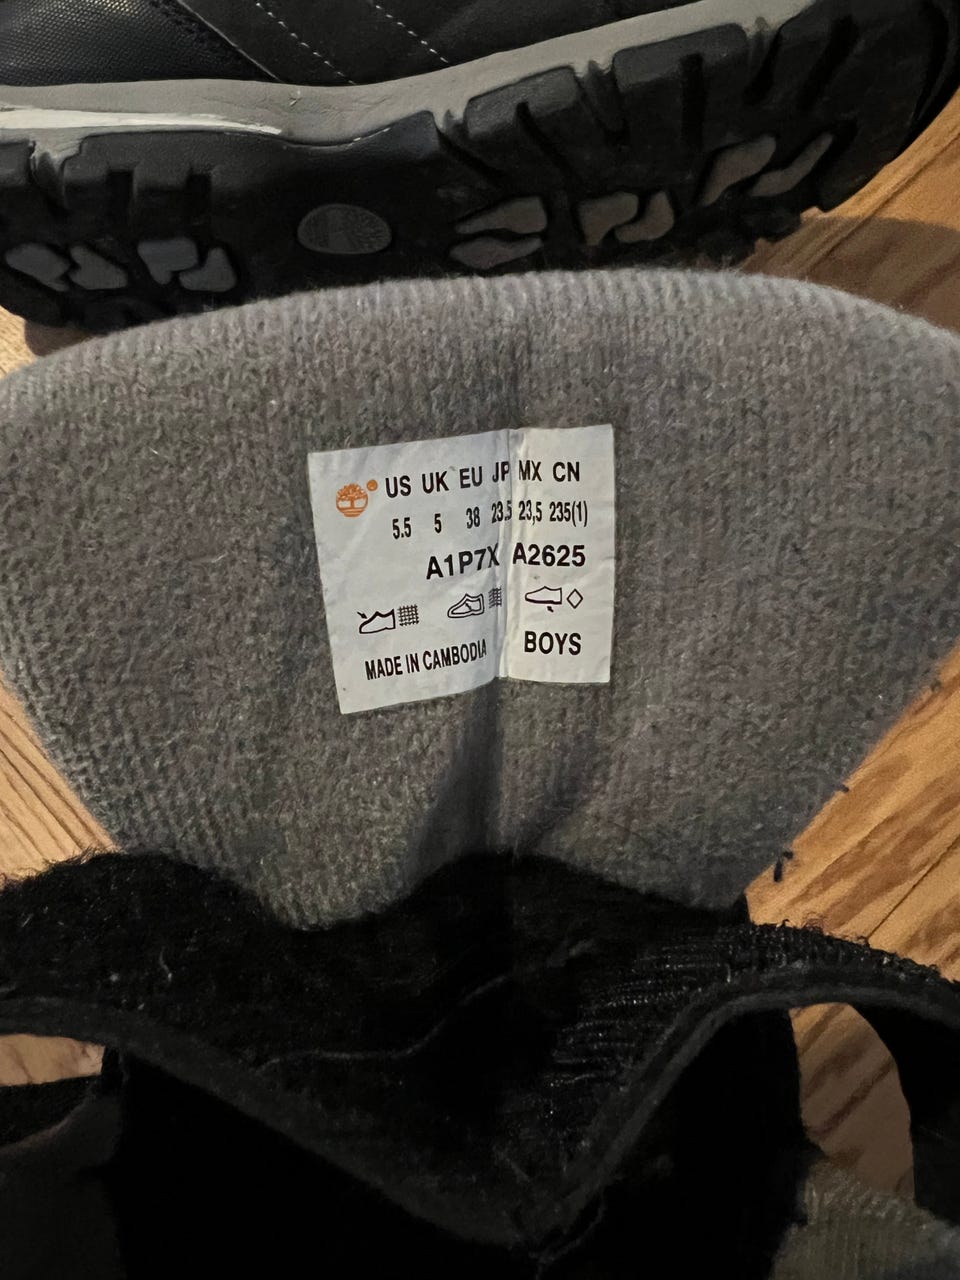 US UK EU JP MX CN
5.5 5 38 23.5 23,5 235(1)
A1P7X A2625
MADE IN CAMBODIA BOYS